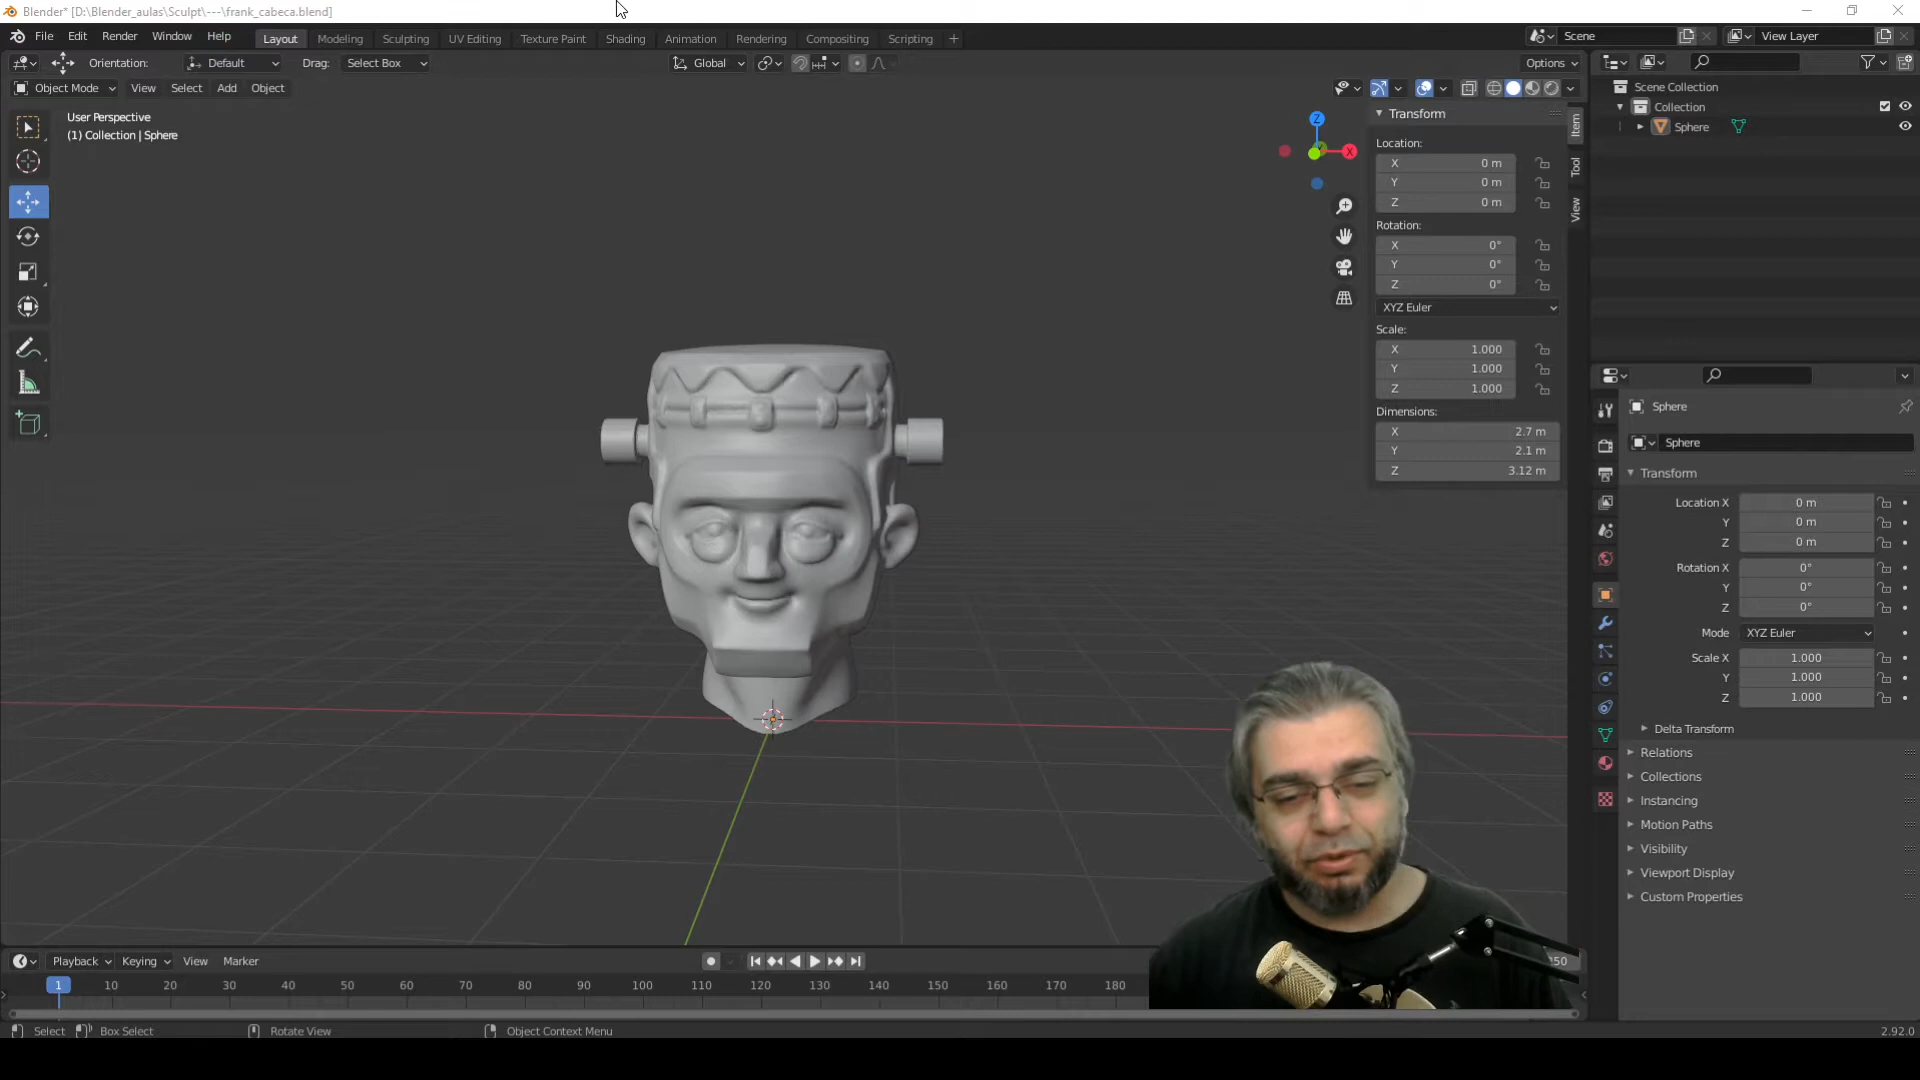 Blender* [D:\Blender_aulas\Sculpt\---\frank_cabeca.blend]
File Edit Render Window Help Layout Modeling Sculpting UV Editing Texture Paint Shading Animation Rendering Compositing Scripting + Scene View Layer
Orientation: Default Drag: Select Box Global Options
Object Mode View Select Add Object
User Perspective
(1) Collection | Sphere
Z
X
Transform
Location:
X 0 m
Y 0 m
Z 0 m
Rotation:
X 0°
Y 0°
Z 0°
XYZ Euler
Scale:
X 1.000
Y 1.000
Z 1.000
Dimensions:
X 2.7 m
Y 2.1 m
Z 3.12 m
Item
Tool
View
Scene Collection
Collection
Sphere
Sphere
Sphere
Transform
Location X 0 m
Y 0 m
Z 0 m
Rotation X 0°
Y 0°
Z 0°
Mode XYZ Euler
Scale X 1.000
Y 1.000
Z 1.000
Delta Transform
Relations
Collections
Instancing
Motion Paths
Visibility
Viewport Display
Custom Properties
Playback Keying View Marker
1 10 20 30 40 50 60 70 80 90 100 110 120 130 140 150 160 170 180
Select Box Select Rotate View Object Context Menu 2.92.0